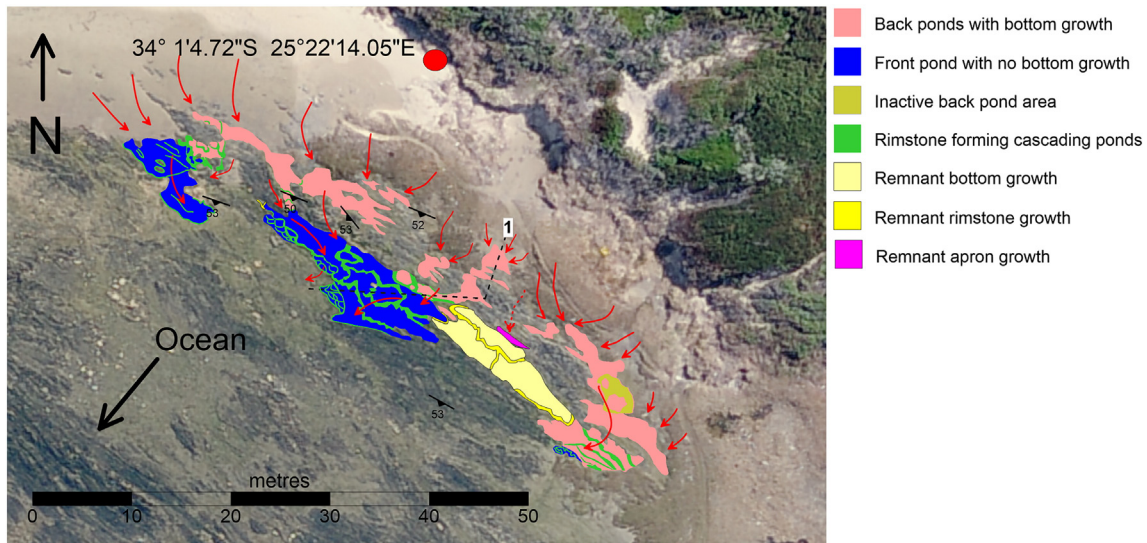 34° 1'4.72"S 25°22'14.05"E
N
53
50
53
52
1
Ocean
53
metres
0 10 20 30 40 50
Back ponds with bottom growth
Front pond with no bottom growth
Inactive back pond area
Rimstone forming cascading ponds
Remnant bottom growth
Remnant rimstone growth
Remnant apron growth